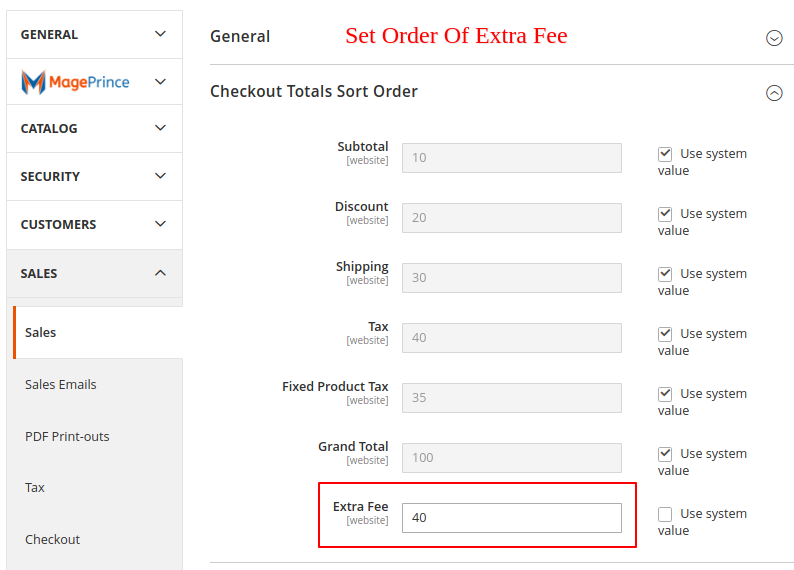 GENERAL
MagePrince
CATALOG
SECURITY
CUSTOMERS
SALES
Sales
Sales Emails
PDF Print-outs
Tax
Checkout
General
Set Order Of Extra Fee
Checkout Totals Sort Order
Subtotal
[website]
10
Use system
value
Discount
[website]
20
Use system
value
Shipping
[website]
30
Use system
value
Tax
[website]
40
Use system
value
Fixed Product Tax
[website]
35
Use system
value
Grand Total
[website]
100
Use system
value
Extra Fee
[website]
40
Use system
value